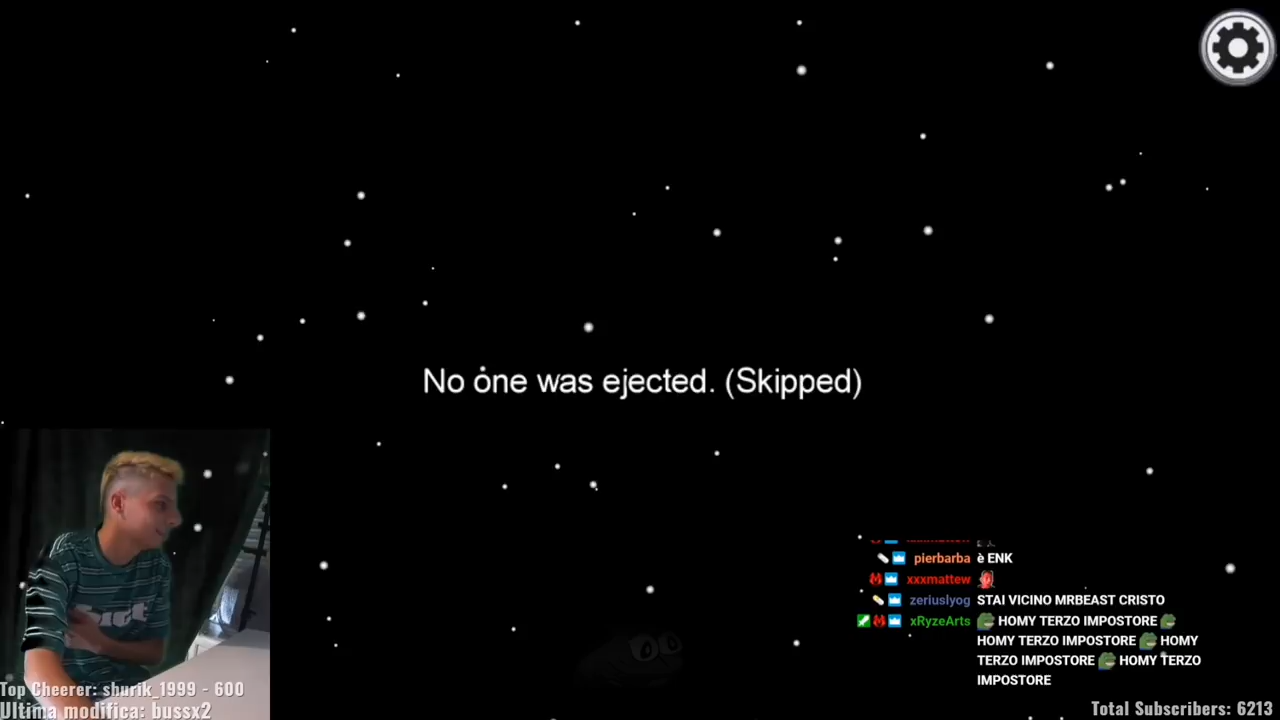 No one was ejected. (Skipped)
pierbarba è ENK
xxxmattew
zeriuslyog STAI VICINO MRBEAST CRISTO
xRyzeArts HOMY TERZO IMPOSTORE
HOMY TERZO IMPOSTORE HOMY
TERZO IMPOSTORE HOMY TERZO
IMPOSTORE
Top Cheerer: shurik_1999 - 600
Ultima modifica: bussx2
Total Subscribers: 6213